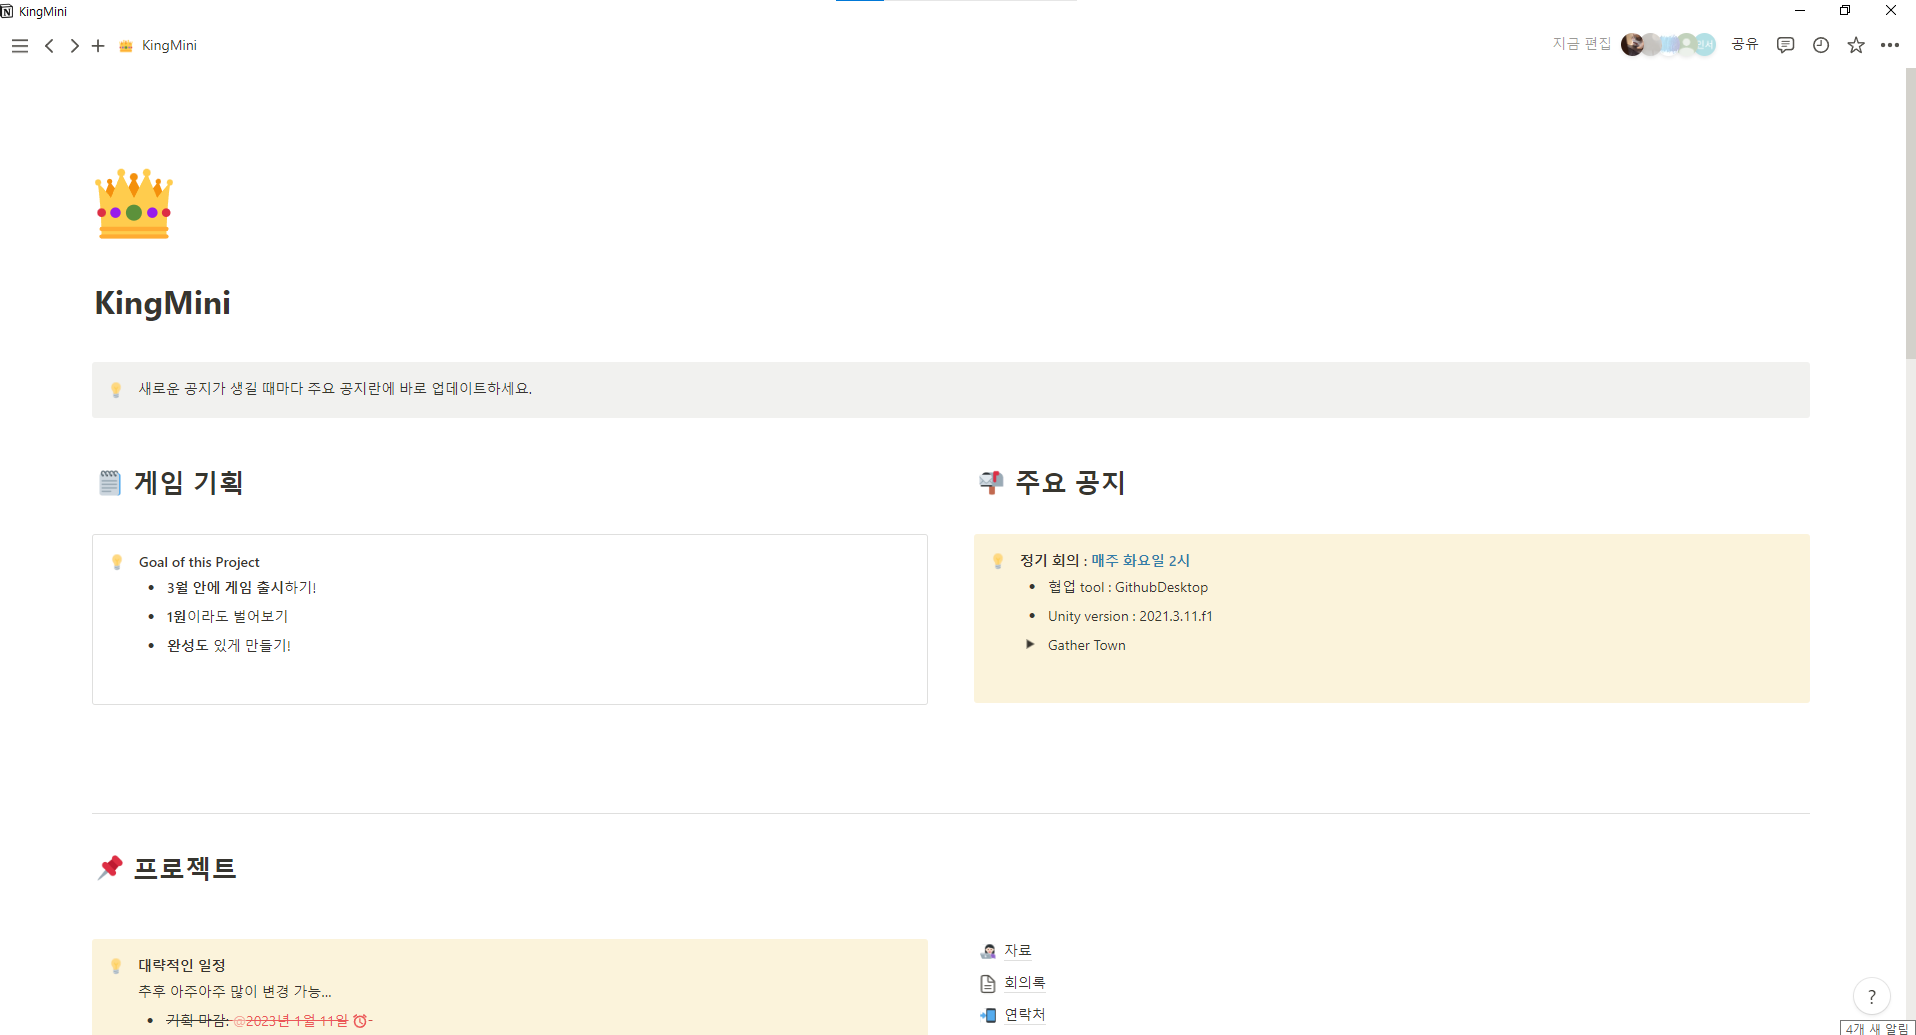 KingMini
KingMini
지금 편집
민서
공유
KingMini
새로운 공지가 생길 때마다 주요 공지란에 바로 업데이트하세요.
게임 기획
Goal of this Project
3월 안에 게임 출시하기!
1원이라도 벌어보기
완성도 있게 만들기!
주요 공지
정기 회의 : 매주 화요일 2시
협업 tool : GithubDesktop
Unity version : 2021.3.11.f1
Gather Town
프로젝트
대략적인 일정
추후 아주아주 많이 변경 가능...
기획 마감: @2023년 1월 11일
자료
회의록
연락처
?
4개 새 알림